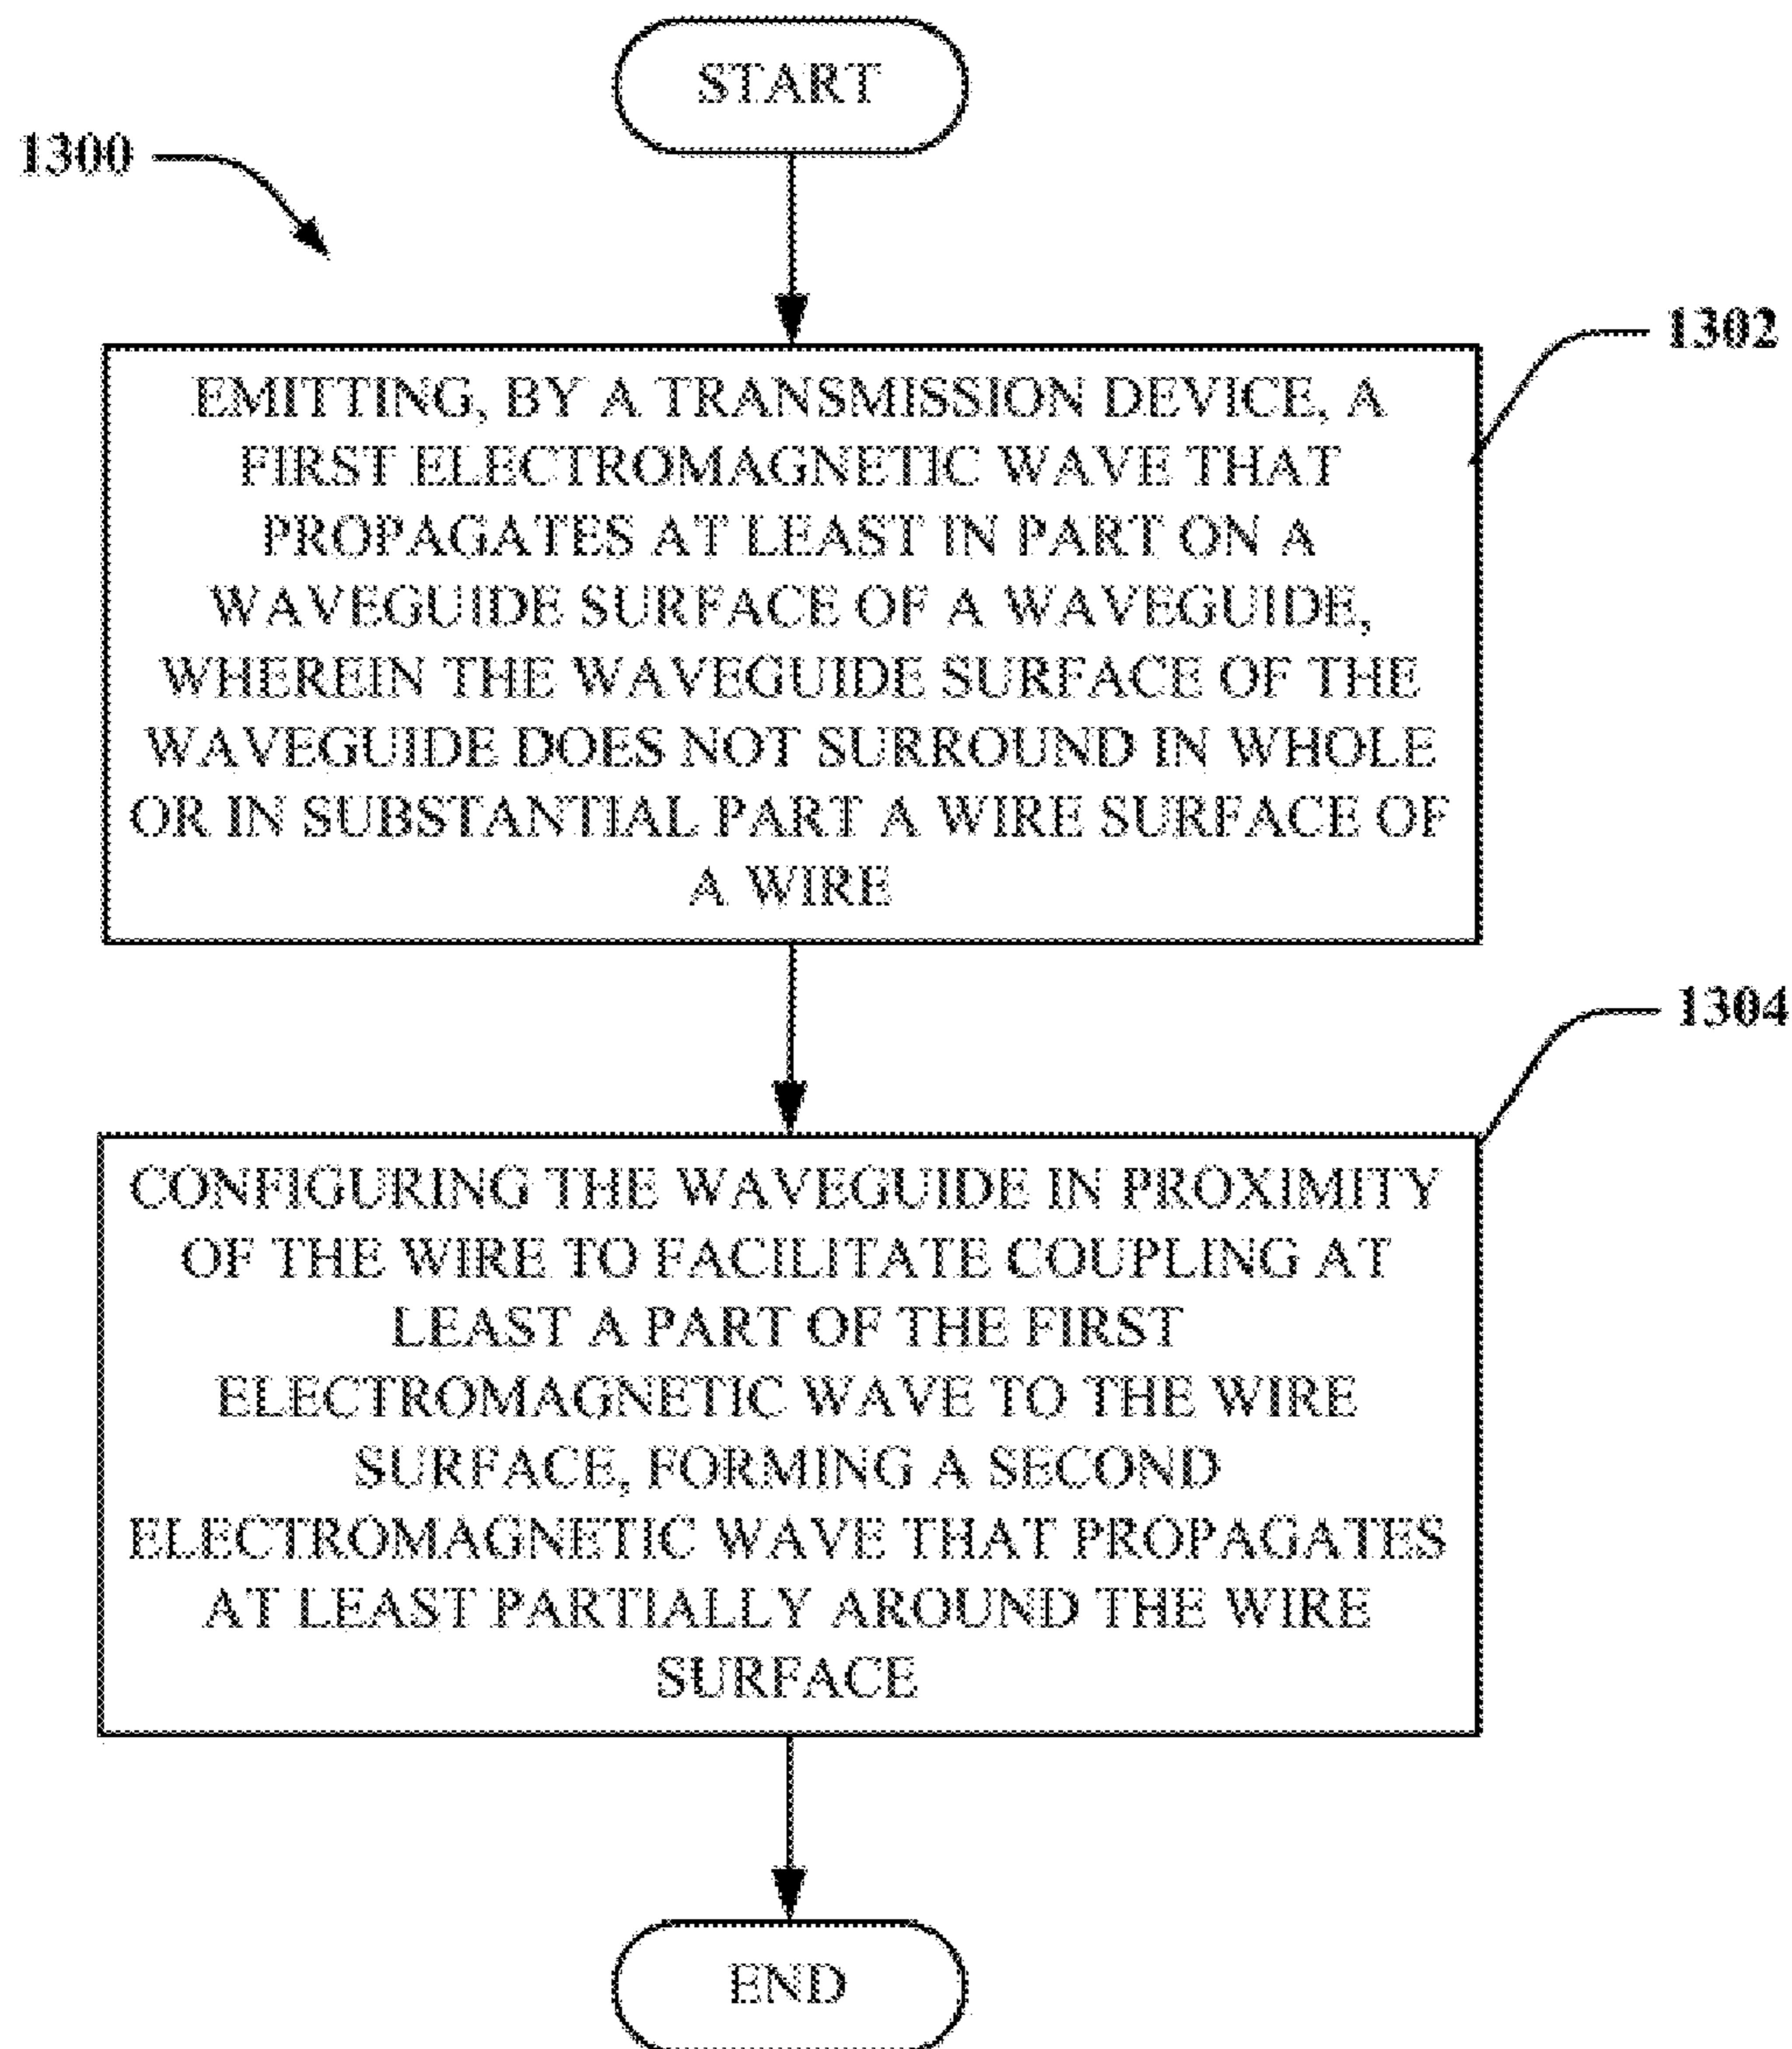 START
1300
1302
EMITTING, BY A TRANSMISSION DEVICE, A
FIRST ELECTROMAGNETIC WAVE THAT
PROPAGATES AT LEAST IN PART ON A
WAVEGUIDE SURFACE OF A WAVEGUIDE,
WHEREIN THE WAVEGUIDE SURFACE OF THE
WAVEGUIDE DOES NOT SURROUND IN WHOLE
OR IN SUBSTANTIAL PART A WIRE SURFACE OF
A WIRE
1304
CONFIGURING THE WAVEGUIDE IN PROXIMITY
OF THE WIRE TO FACILITATE COUPLING AT
LEAST A PART OF THE FIRST
ELECTROMAGNETIC WAVE TO THE WIRE
SURFACE, FORMING A SECOND
ELECTROMAGNETIC WAVE THAT PROPAGATES
AT LEAST PARTIALLY AROUND THE WIRE
SURFACE
END